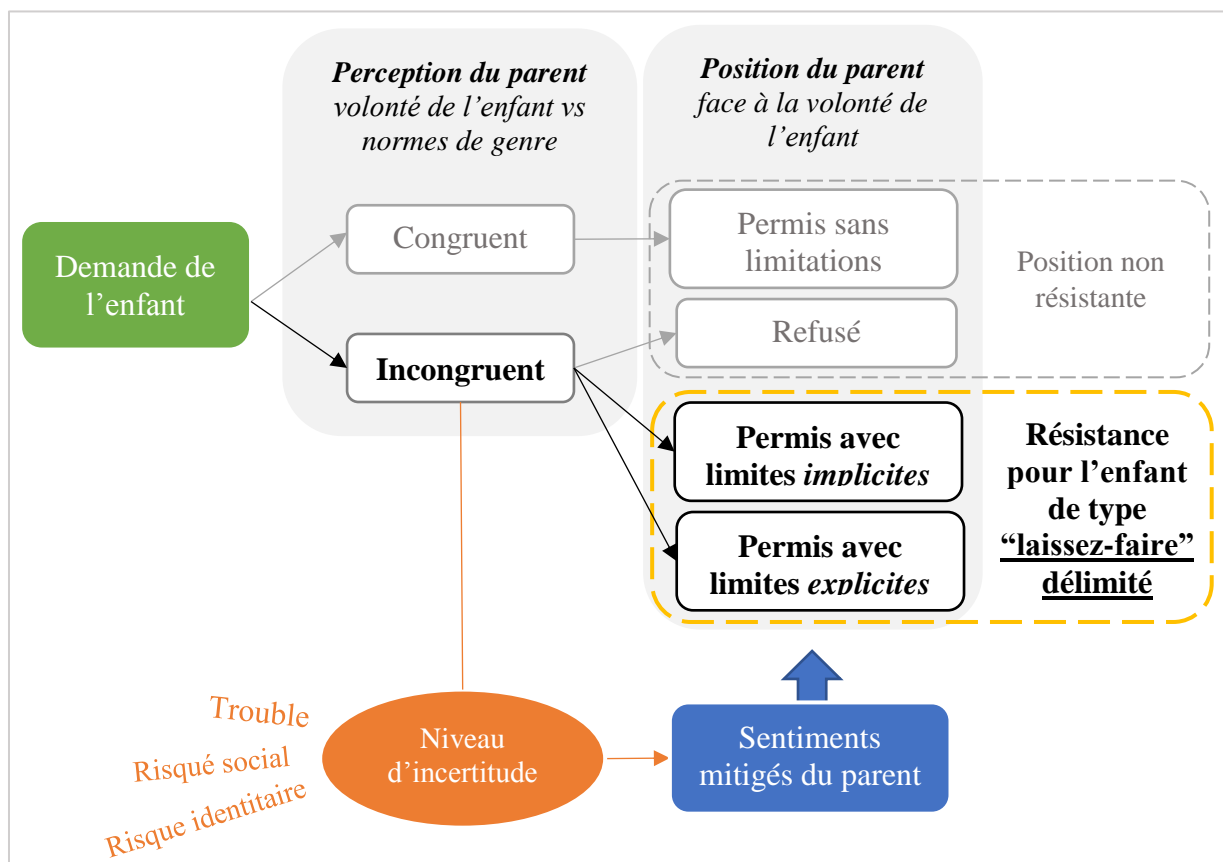 Perception du parent
volonté de l’enfant vs
normes de genre
Position du parent
face à la volonté de
l’enfant
Demande de
l’enfant
Congruent
Incongruent
Permis sans
limitations
Refusé
Position non
résistante
Permis avec
limites implicites
Permis avec
limites explicites
Résistance
pour l’enfant
de type
“laissez-faire”
délimité
Trouble
Risqué social
Risque identitaire
Niveau
d’incertitude
Sentiments
mitigés du parent